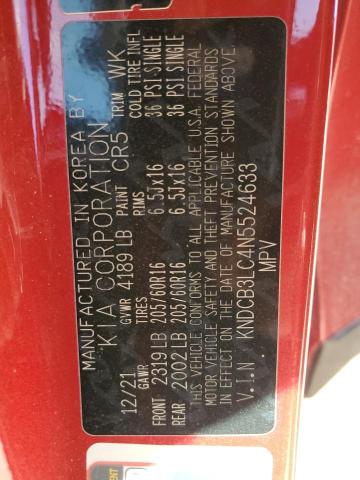 MANUFACTURED IN KOREA BY
KIA CORPORATION
12/21 GVWR 4189 LB PAINT CR5 TRIM WK
GAWR TIRES RIMS COLD TIRE INF.
FRONT 2319 LB 205/60R16 6.5Jx16 36 PSI SINGLE
REAR 2002 LB 205/60R16 6.5Jx16 36 PSI SINGLE
THIS VEHICLE CONFORMS TO ALL APPLICABLE U.S.A. FEDERAL
MOTOR VEHICLE SAFETY AND THEFT PREVENTION STANDARDS
IN EFFECT ON THE DATE OF MANUFACTURE SHOWN ABOVE.
V.I.N KNDCB3LC4N5524633
MPV